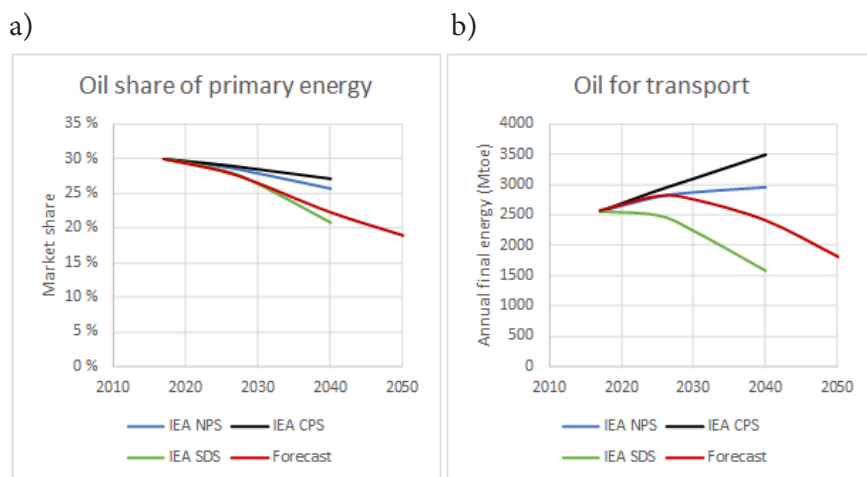 a)
Oil share of primary energy
35 %
30 %
25 %
20 %
15 %
10 %
5 %
0 %
Market share
2010 2020 2030 2040 2050
IEA NPS IEA CPS
IEA SDS Forecast
b)
Oil for transport
4000
3500
3000
2500
2000
1500
1000
500
0
Annual final energy (Mtoe)
2010 2020 2030 2040 2050
IEA NPS IEA CPS
IEA SDS Forecast